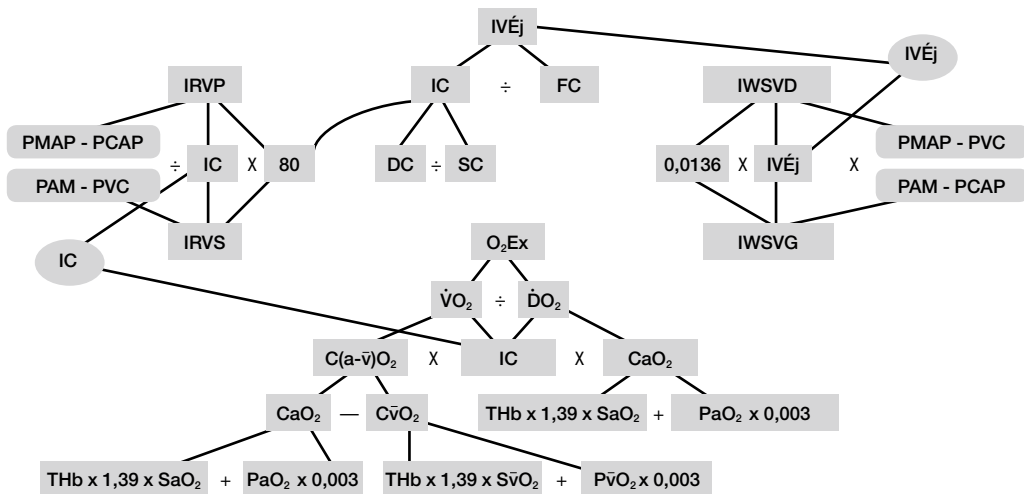 IVÉj
IVÉj
IRVP
IC ÷ FC
IWSVD
PMAP - PCAP
PMAP - PVC
÷ IC X 80
DC ÷ SC
0,0136 X IVÉj X
PAM - PVC
PAM - PCAP
IRVS
IWSVG
O₂Ex
IC
V̇O₂ ÷ ḊO₂
C(a-v̄)O₂ X IC X CaO₂
CaO₂ — Cv̄O₂
THb x 1,39 x SaO₂ + PaO₂ x 0,003
THb x 1,39 x SaO₂ + PaO₂ x 0,003
THb x 1,39 x Sv̄O₂ + Pv̄O₂ x 0,003